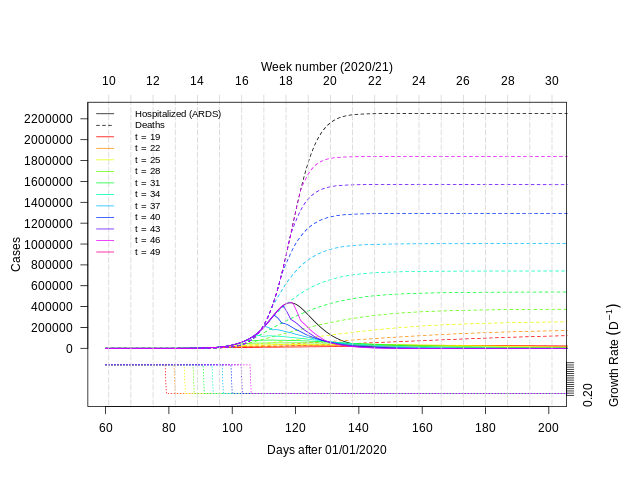 Week number (2020/21)
10 12 14 16 18 20 22 24 26 28 30
Cases
2200000
2000000
1800000
1600000
1400000
1200000
1000000
800000
600000
400000
200000
0
Hospitalized (ARDS)
Deaths
t = 19
t = 22
t = 25
t = 28
t = 31
t = 34
t = 37
t = 40
t = 43
t = 46
t = 49
0.20
Growth Rate (D⁻¹)
60 80 100 120 140 160 180 200
Days after 01/01/2020